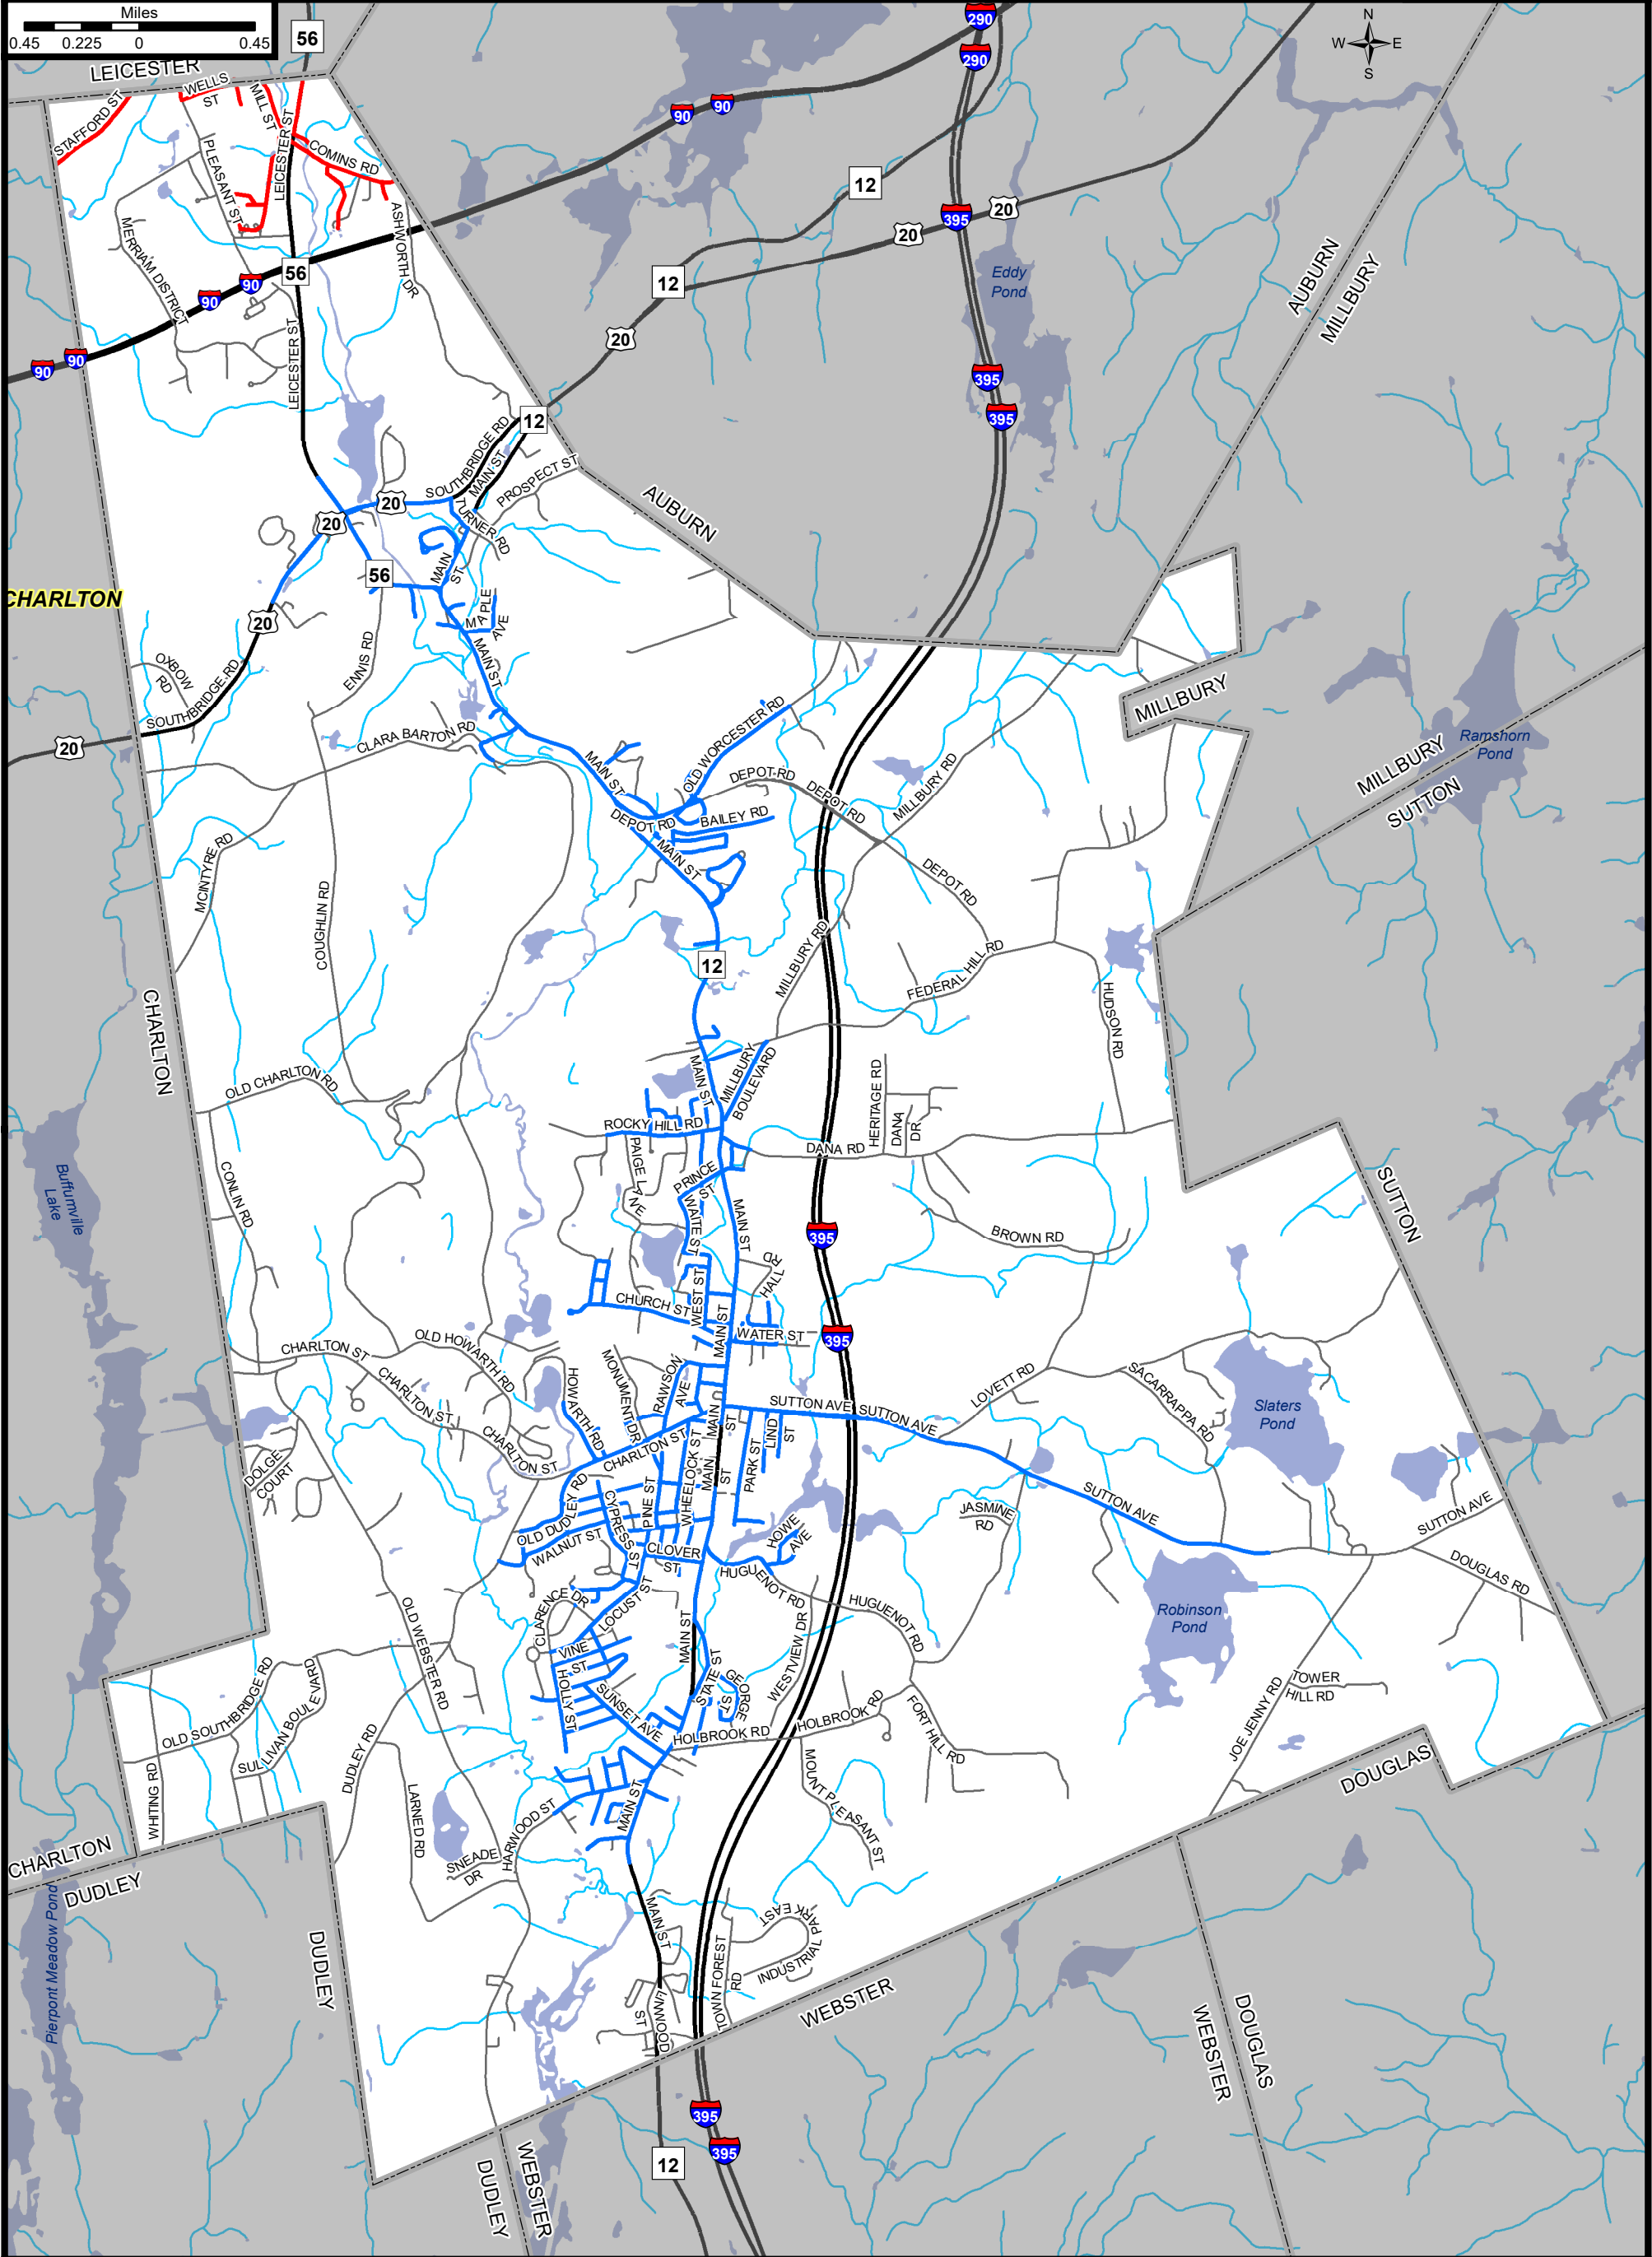 Miles
0.45 0.225 0 0.45
56
290
290
N
W E
S
LEICESTER
WELLS
ST
MILL ST
STAFFORD ST
LEICESTER ST
COMINS RD
PLEASANT ST
90
90
12
20
395
20
ASHWORTH DR
MERRIAM DISTRICT
56
90
90
12
Eddy
Pond
AUBURN
MILLBURY
20
90
90
LEICESTER ST
395
395
12
SOUTHBRIDGE RD
MAIN ST
PROSPECT ST
20
20
TURNER RD
AUBURN
MAIN
ST
56
CHARLTON
20
MAPLE
AVE
MAIN ST
ENNIS RD
OXBOW
RD
SOUTHBRIDGE RD
20
MILLBURY
CLARA BARTON RD
OLD WORCESTER RD
MAIN ST
DEPOT RD
DEPOT RD
MILLBURY RD
Ramshorn
Pond
MILLBURY
SUTTON
DEPOT RD
BAILEY RD
MAIN ST
MCINTYRE RD
COUGHLIN RD
DEPOT RD
12
MILLBURY RD
FEDERAL HILL RD
HUDSON RD
CHARLTON
OLD CHARLTON RD
MAIN ST
MILLBURY
BOULEVARD
HERITAGE RD
DANA
DR
ROCKY HILL RD
DANA RD
PAIGE LANE
PRINCE
ST
WAITE ST
MAIN ST
CONLIN RD
Buffumville
Lake
SUTTON
395
BROWN RD
HALL RD
WEST ST
CHURCH ST
MAIN ST
WATER ST
395
CHARLTON ST
OLD HOWARTH RD
MONUMENT DR
RAWSON
AVE
HOWARTH RD
CHARLTON ST
LOVETT RD
SACARRAPPA RD
Slaters
Pond
SUTTON AVE
SUTTON AVE
MAIN
ST
LIND
ST
CHARLTON ST
CHARLTON ST
PARK ST
DOLGE
COURT
WHEELOCK ST
MAIN
ST
PINE ST
CYPRESS ST
OLD DUDLEY RD
WALNUT ST
CLOVER
ST
HOWE
AVE
JASMINE
RD
SUTTON AVE
SUTTON AVE
DOUGLAS RD
HUGUENOT RD
HUGUENOT RD
CLARENCE DR
LOCUST ST
OLD WEBSTER RD
MAIN ST
WESTVIEW DR
Robinson
Pond
VINE
ST
HOLLY ST
SUNSET AVE
STATE ST
GEORGE
ST
OLD SOUTHBRIDGE RD
SULLIVAN BOULEVARD
WHITING RD
DUDLEY RD
LARNED RD
HOLBROOK RD
HOLBROOK RD
FORT HILL RD
TOWER
HILL RD
JOE JENNY RD
MOUNT PLEASANT ST
DOUGLAS
HARWOOD ST
MAIN ST
SNEADE
DR
CHARLTON
DUDLEY
Pierpont Meadow Pond
DUDLEY
MAIN ST
TOWN FOREST
RD
INDUSTRIAL PARK EAST
LINWOOD
ST
WEBSTER
DOUGLAS
WEBSTER
395
395
12
WEBSTER
DUDLEY